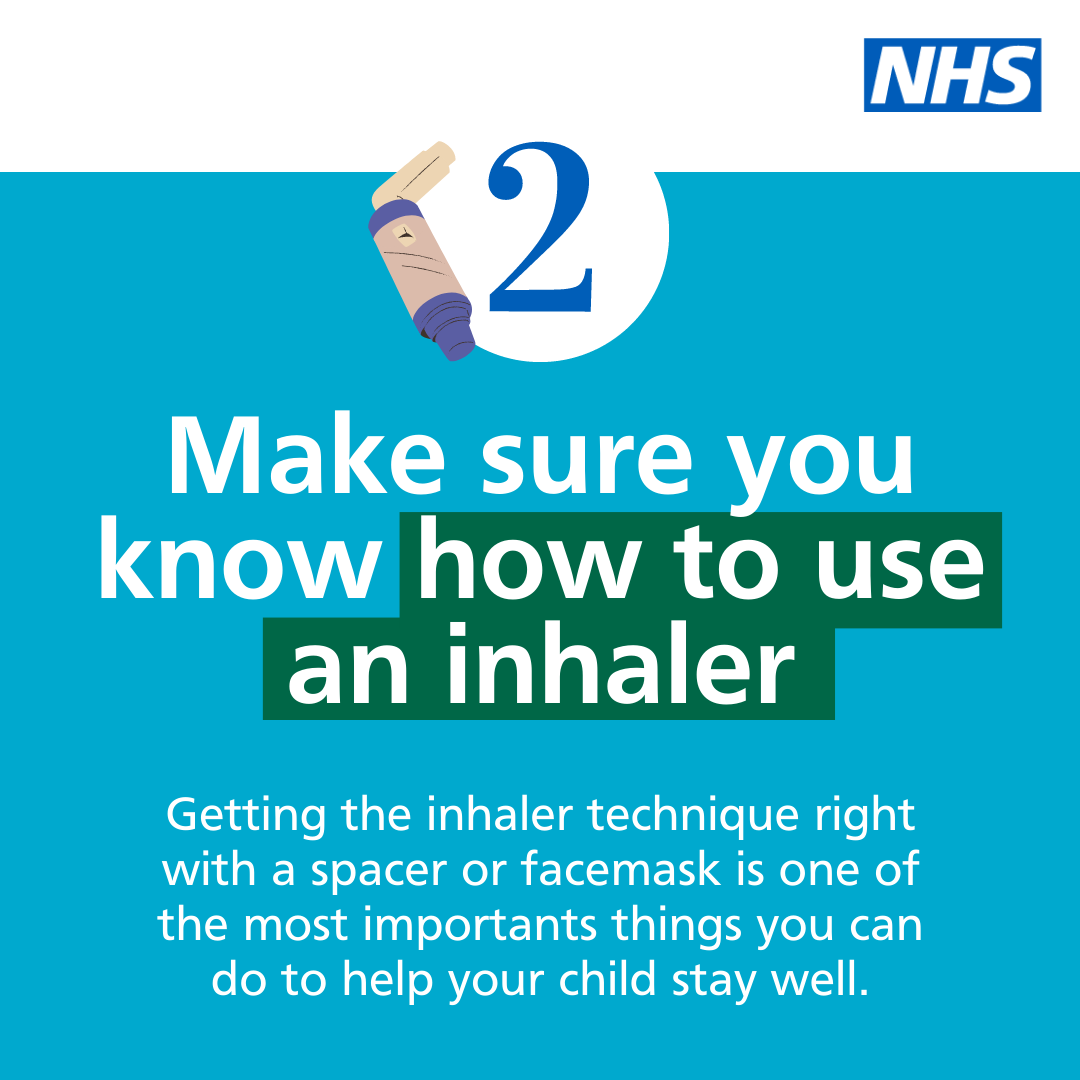 NHS
2
Make sure you
know how to use
an inhaler
Getting the inhaler technique right
with a spacer or facemask is one of
the most importants things you can
do to help your child stay well.